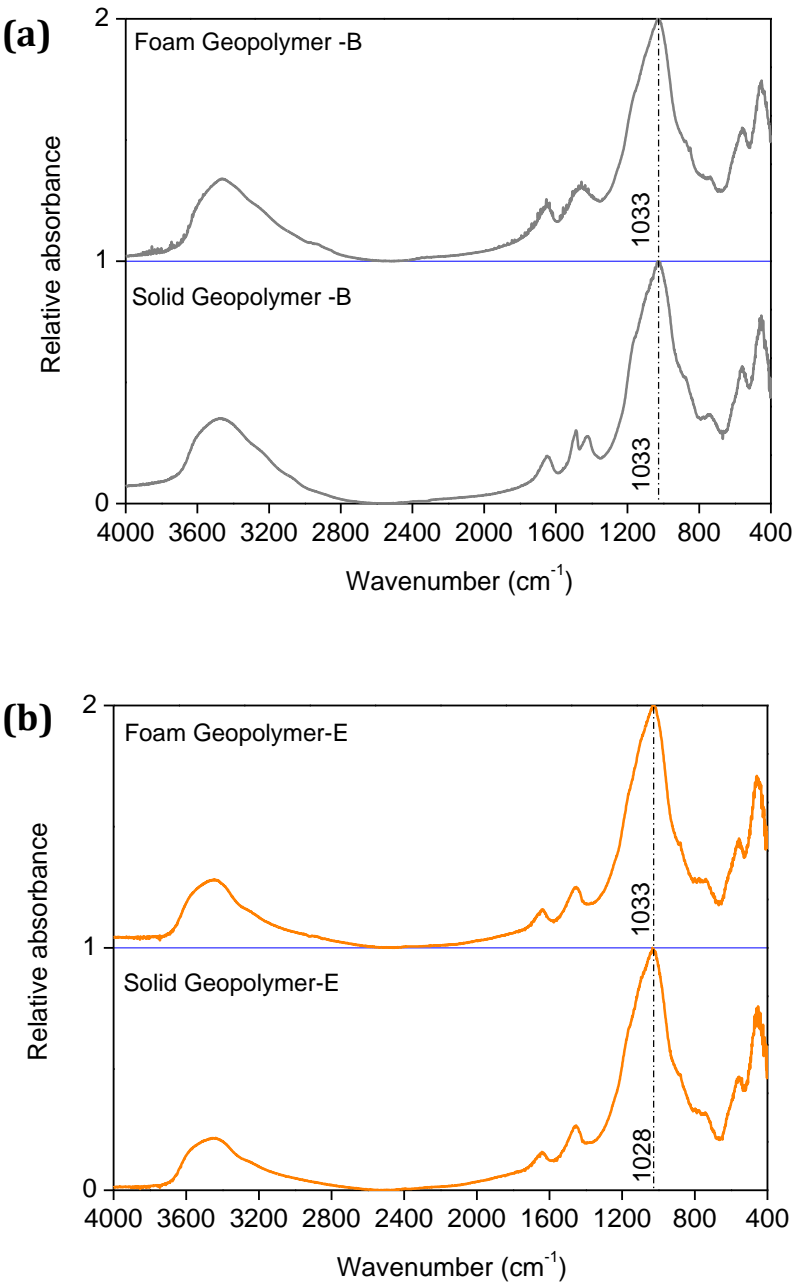 (a)
2
Foam Geopolymer -B
1033
Relative absorbance
1
Solid Geopolymer -B
1033
0
4000 3600 3200 2800 2400 2000 1600 1200 800 400
Wavenumber (cm⁻¹)
(b)
2
Foam Geopolymer-E
1033
Relative absorbance
1
Solid Geopolymer-E
1028
0
4000 3600 3200 2800 2400 2000 1600 1200 800 400
Wavenumber (cm⁻¹)